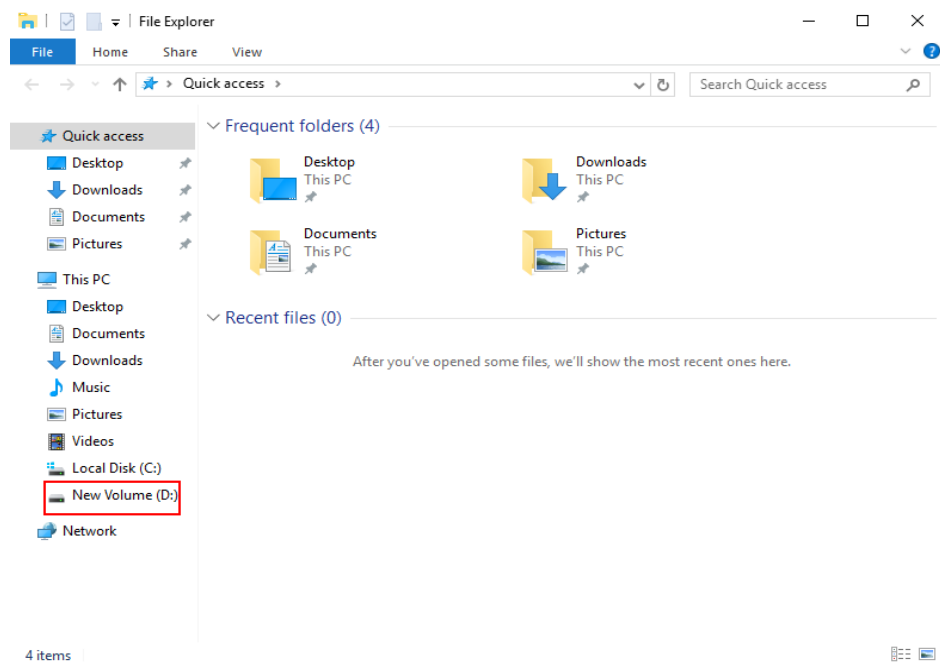 File Explorer
File Home Share View
Quick access
Search Quick access
Quick access
Desktop
Downloads
Documents
Pictures
This PC
Desktop
Documents
Downloads
Music
Pictures
Videos
Local Disk (C:)
New Volume (D:)
Network
Frequent folders (4)
Desktop
This PC
Downloads
This PC
Documents
This PC
Pictures
This PC
Recent files (0)
After you've opened some files, we'll show the most recent ones here.
4 items